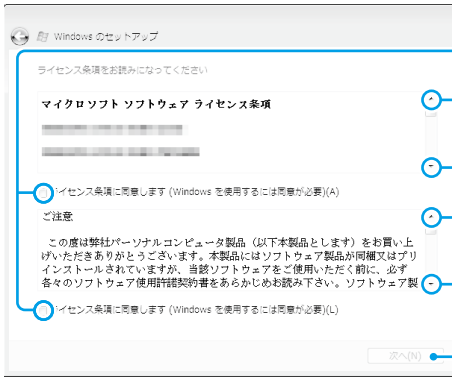 Windows のセットアップ
ライセンス条項をお読みになってください
マイクロソフト ソフトウェア ライセンス条項
イセンス条項に同意します (Windows を使用するには同意が必要)(A)
ご注意
この度は弊社パーソナルコンピュータ製品（以下本製品とします）をお買い上
げいただきありがとうございます。本製品にはソフトウェア製品が同梱又はプリ
インストールされていますが、当該ソフトウェアをご使用いただく前に、必ず
各々のソフトウェア使用許諾契約書をあらかじめお読み下さい。ソフトウェア製
イセンス条項に同意します (Windows を使用するには同意が必要)(L)
次へ(N)